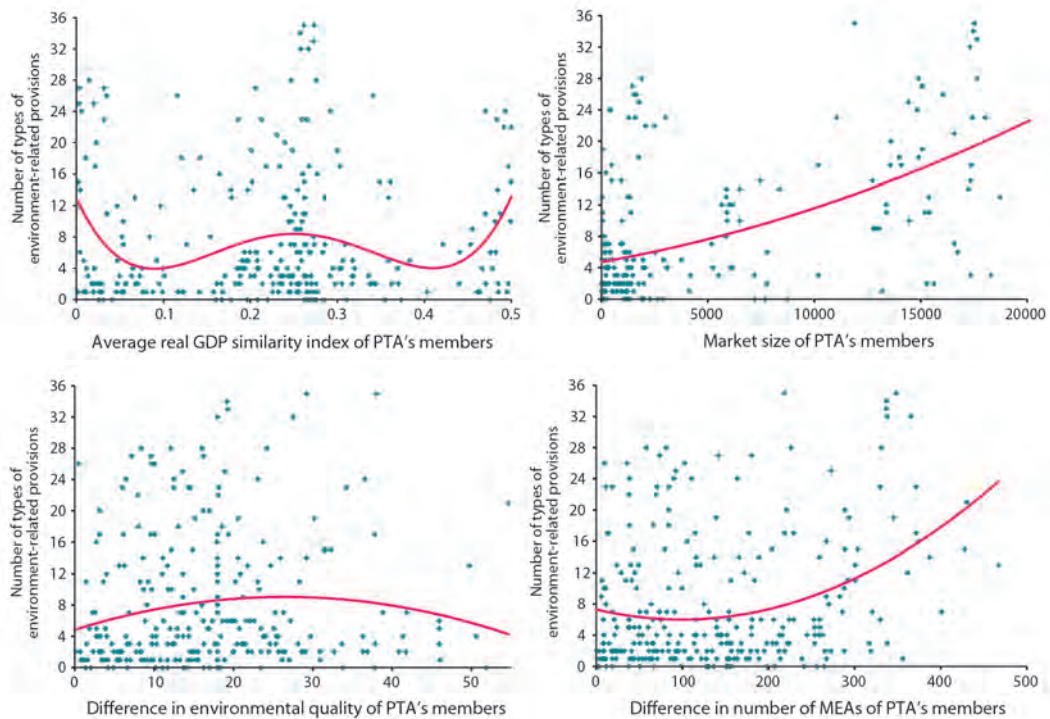 Number of types of
environment-related provisions
36
32
28
24
20
16
12
8
4
0
0 0.1 0.2 0.3 0.4 0.5
Average real GDP similarity index of PTA's members
Number of types of
environment-related provisions
36
32
28
24
20
16
12
8
4
0
0 5000 10000 15000 20000
Market size of PTA's members
Number of types of
environment-related provisions
36
32
28
24
20
16
12
8
4
0
0 10 20 30 40 50
Difference in environmental quality of PTA's members
Number of types of
environment-related provisions
36
32
28
24
20
16
12
8
4
0
0 100 200 300 400 500
Difference in number of MEAs of PTA's members